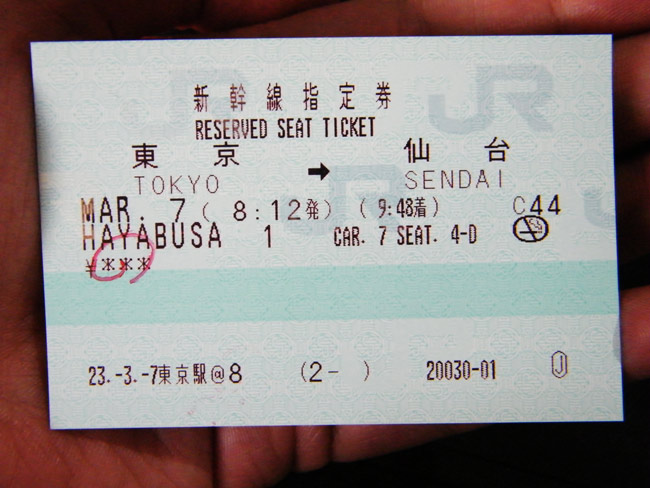 新幹線指定券
RESERVED SEAT TICKET
東京 → 仙台
TOKYO SENDAI
MAR. 7 ( 8:12発) ( 9:48着) C44
HAYABUSA 1 CAR. 7 SEAT. 4-D
¥***
23.-3.-7東京駅@8 (2- ) 20030-01 Ⓙ